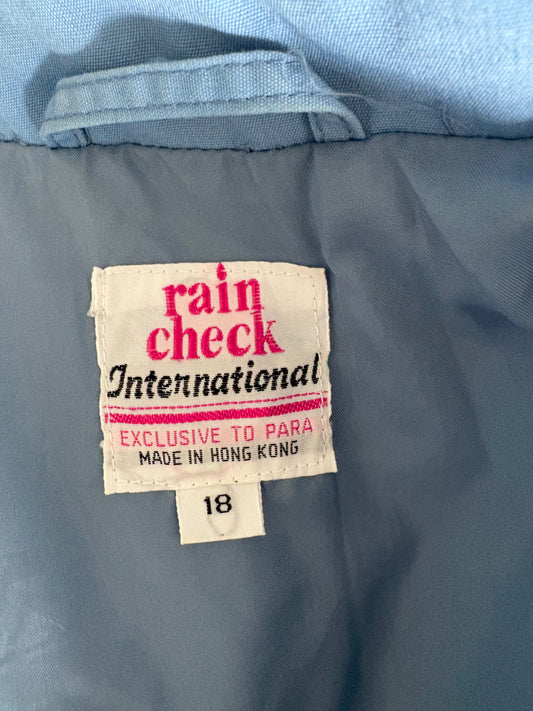 rain
check
International
EXCLUSIVE TO PARA
MADE IN HONG KONG
18